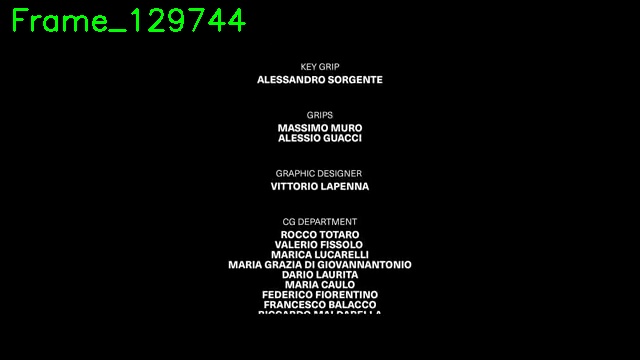 Frame_129744
KEY GRIP
ALESSANDRO SORGENTE
GRIPS
MASSIMO MURO
ALESSIO GUACCI
GRAPHIC DESIGNER
VITTORIO LAPENNA
CG DEPARTMENT
ROCCO TOTARO
VALERIO FISSOLO
MARICA LUCARELLI
MARIA GRAZIA DI GIOVANNANTONIO
DARIO LAURITA
MARIA CAULO
FEDERICO FIORENTINO
FRANCESCO BALACCO